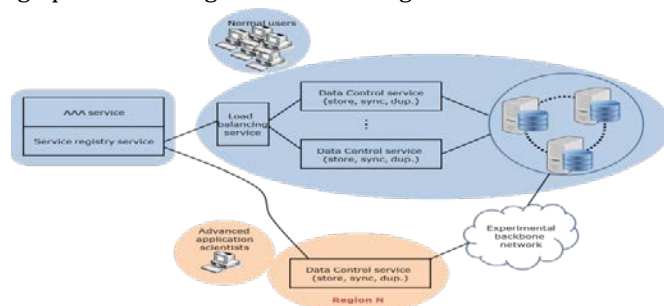 Normal users
AAA service
Service registry service
Load
balancing
service
Data Control service
(store, sync, dup.)
Data Control service
(store, sync, dup.)
Advanced
application
scientists
Experimental
backbone
network
Data Control service
(store, sync, dup.)
Region N